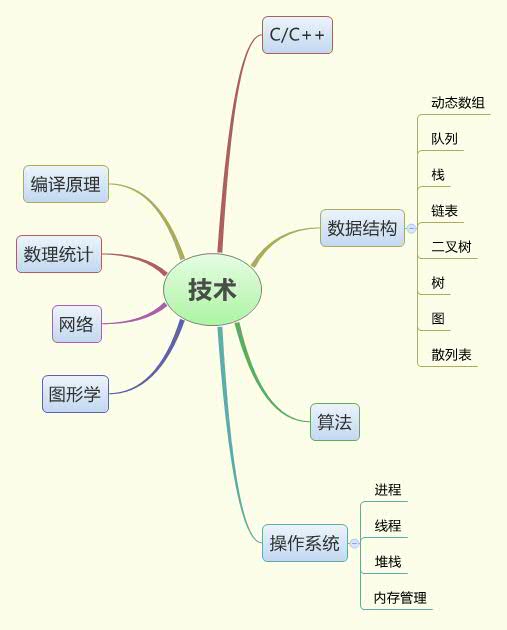 C/C++
动态数组
队列
栈
链表
二叉树
树
图
散列表
数据结构
编译原理
数理统计
技术
网络
图形学
算法
进程
线程
堆栈
内存管理
操作系统